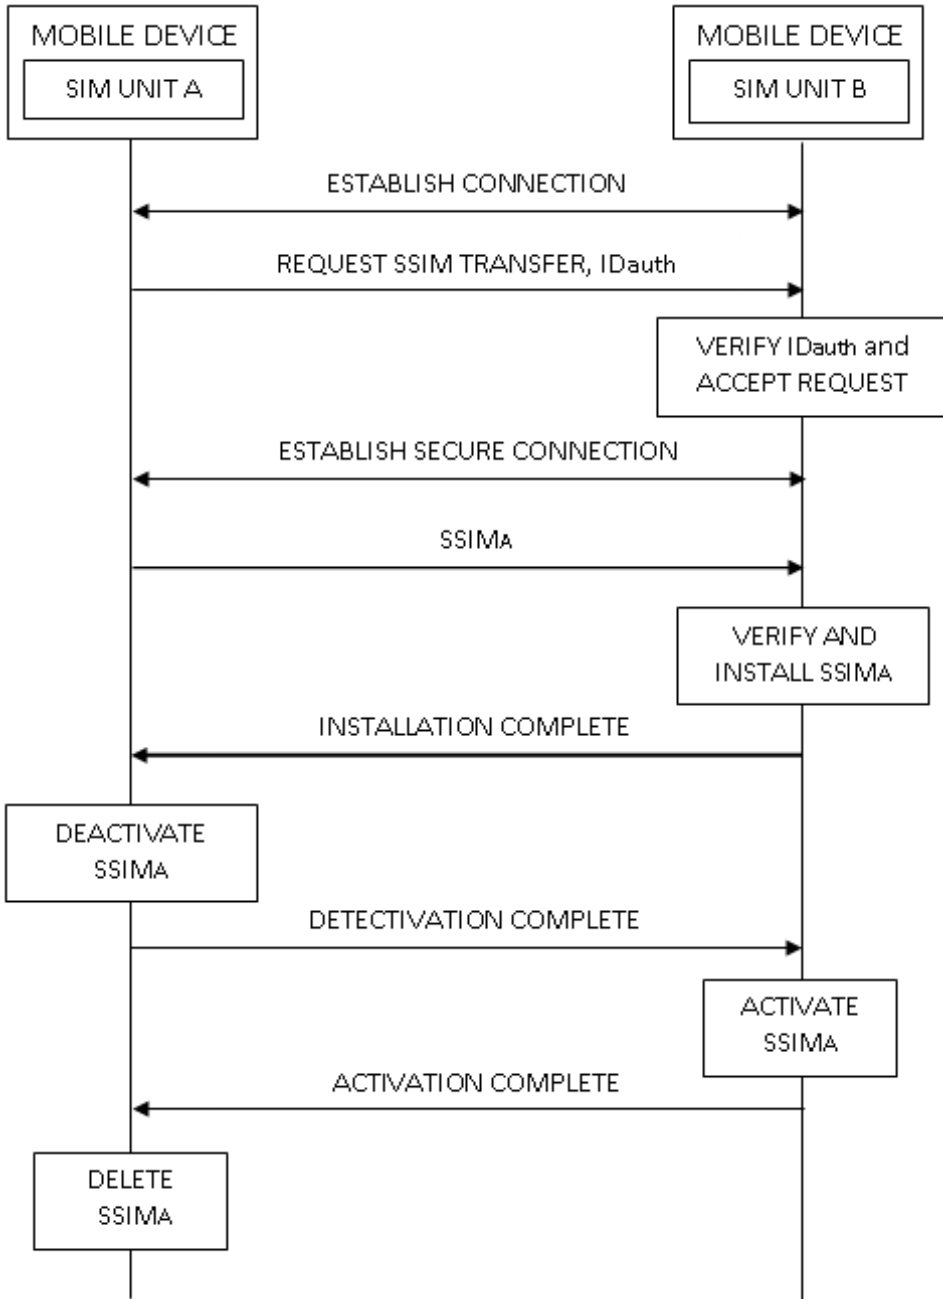 MOBILE DEVICE
SIM UNIT A
MOBILE DEVICE
SIM UNIT B
ESTABLISH CONNECTION
REQUEST SSIM TRANSFER, IDauth
VERIFY IDauth and
ACCEPT REQUEST
ESTABLISH SECURE CONNECTION
SSIMA
VERIFY AND
INSTALL SSIMA
INSTALLATION COMPLETE
DEACTIVATE
SSIMA
DETECTIVATION COMPLETE
ACTIVATE
SSIMA
ACTIVATION COMPLETE
DELETE
SSIMA